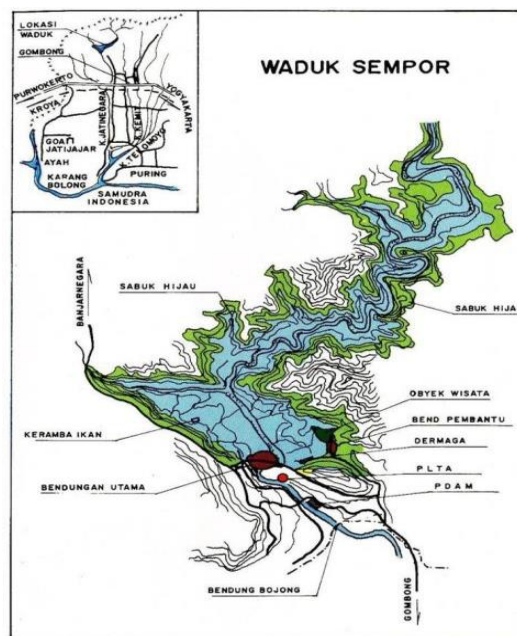 LOKASI
WADUK
GOMBONG
PURWOKERTO
KROYA
YOGYAKARTA
K.JATINEGARA
K.KEMIT
K.TELOMOYO
GOA
JATIJAJAR
AYAH
KARANG
BOLONG
PURING
SAMUDRA
INDONESIA
WADUK SEMPOR
BANJARNEGARA
SABUK HIJAU
SABUK HIJA
OBYEK WISATA
BEND PEMBANTU
KERAMBA IKAN
DERMAGA
PLTA
BENDUNGAN UTAMA
PDAM
BENDUNG BOJONG
GOMBONG